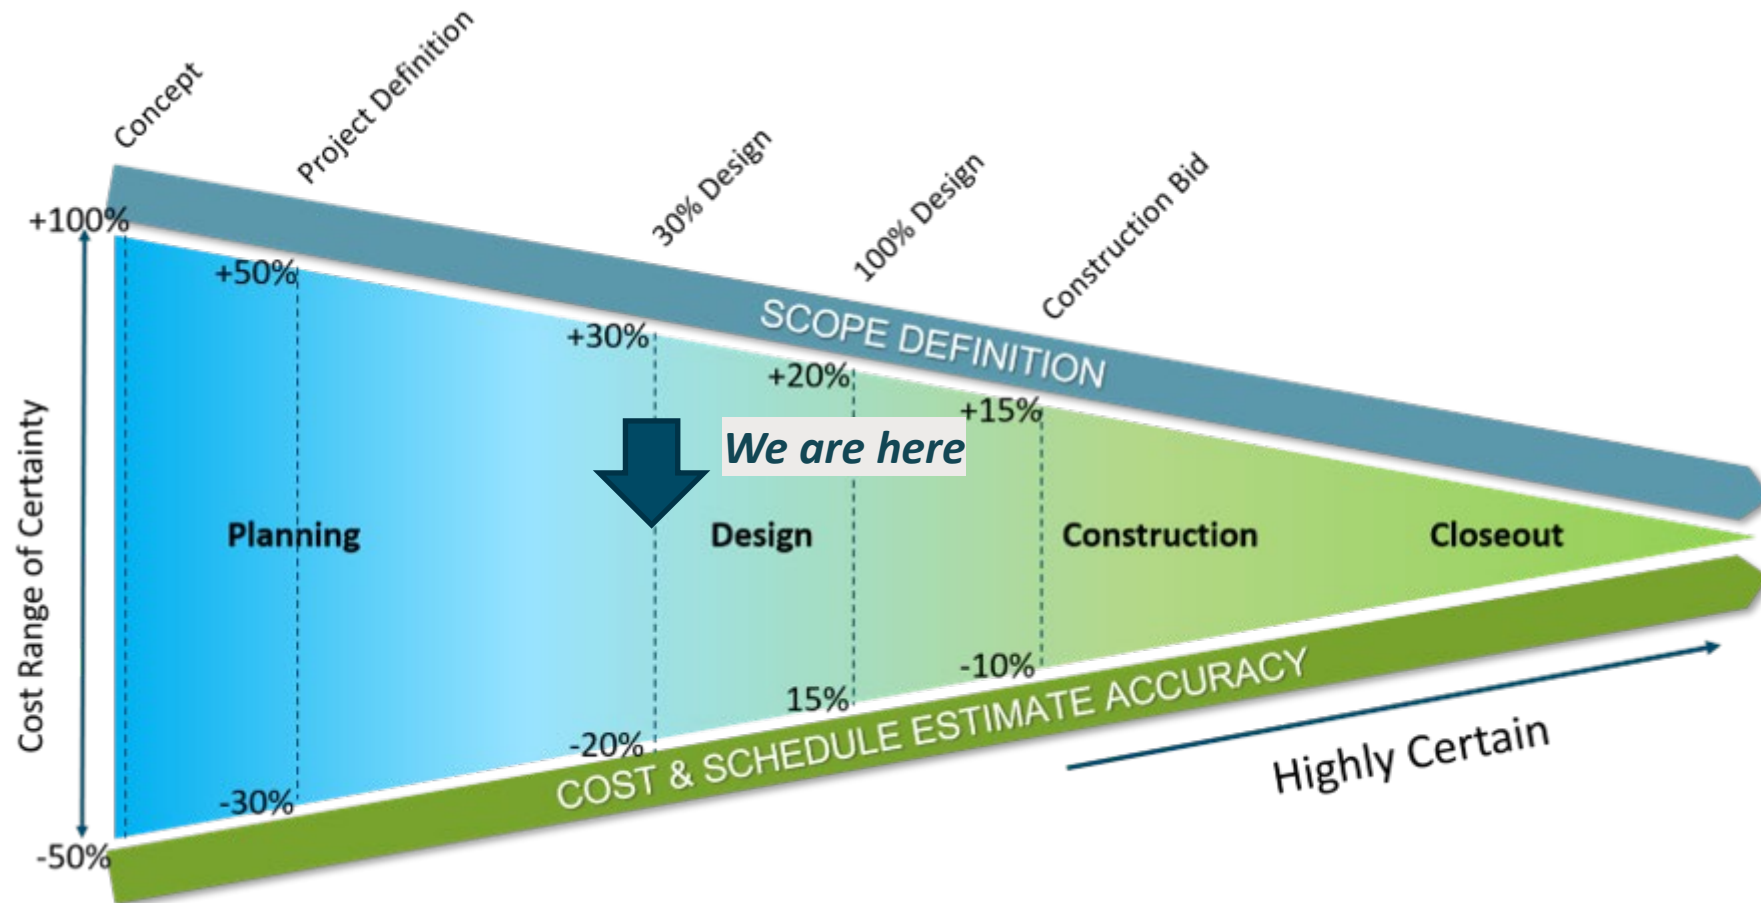 Concept
Project Definition
30% Design
100% Design
Construction Bid
+100%
+50%
+30%
+20%
+15%
SCOPE DEFINITION
We are here
Cost Range of Certainty
Planning
Design
Construction
Closeout
-50%
-30%
-20%
15%
-10%
COST & SCHEDULE ESTIMATE ACCURACY
Highly Certain